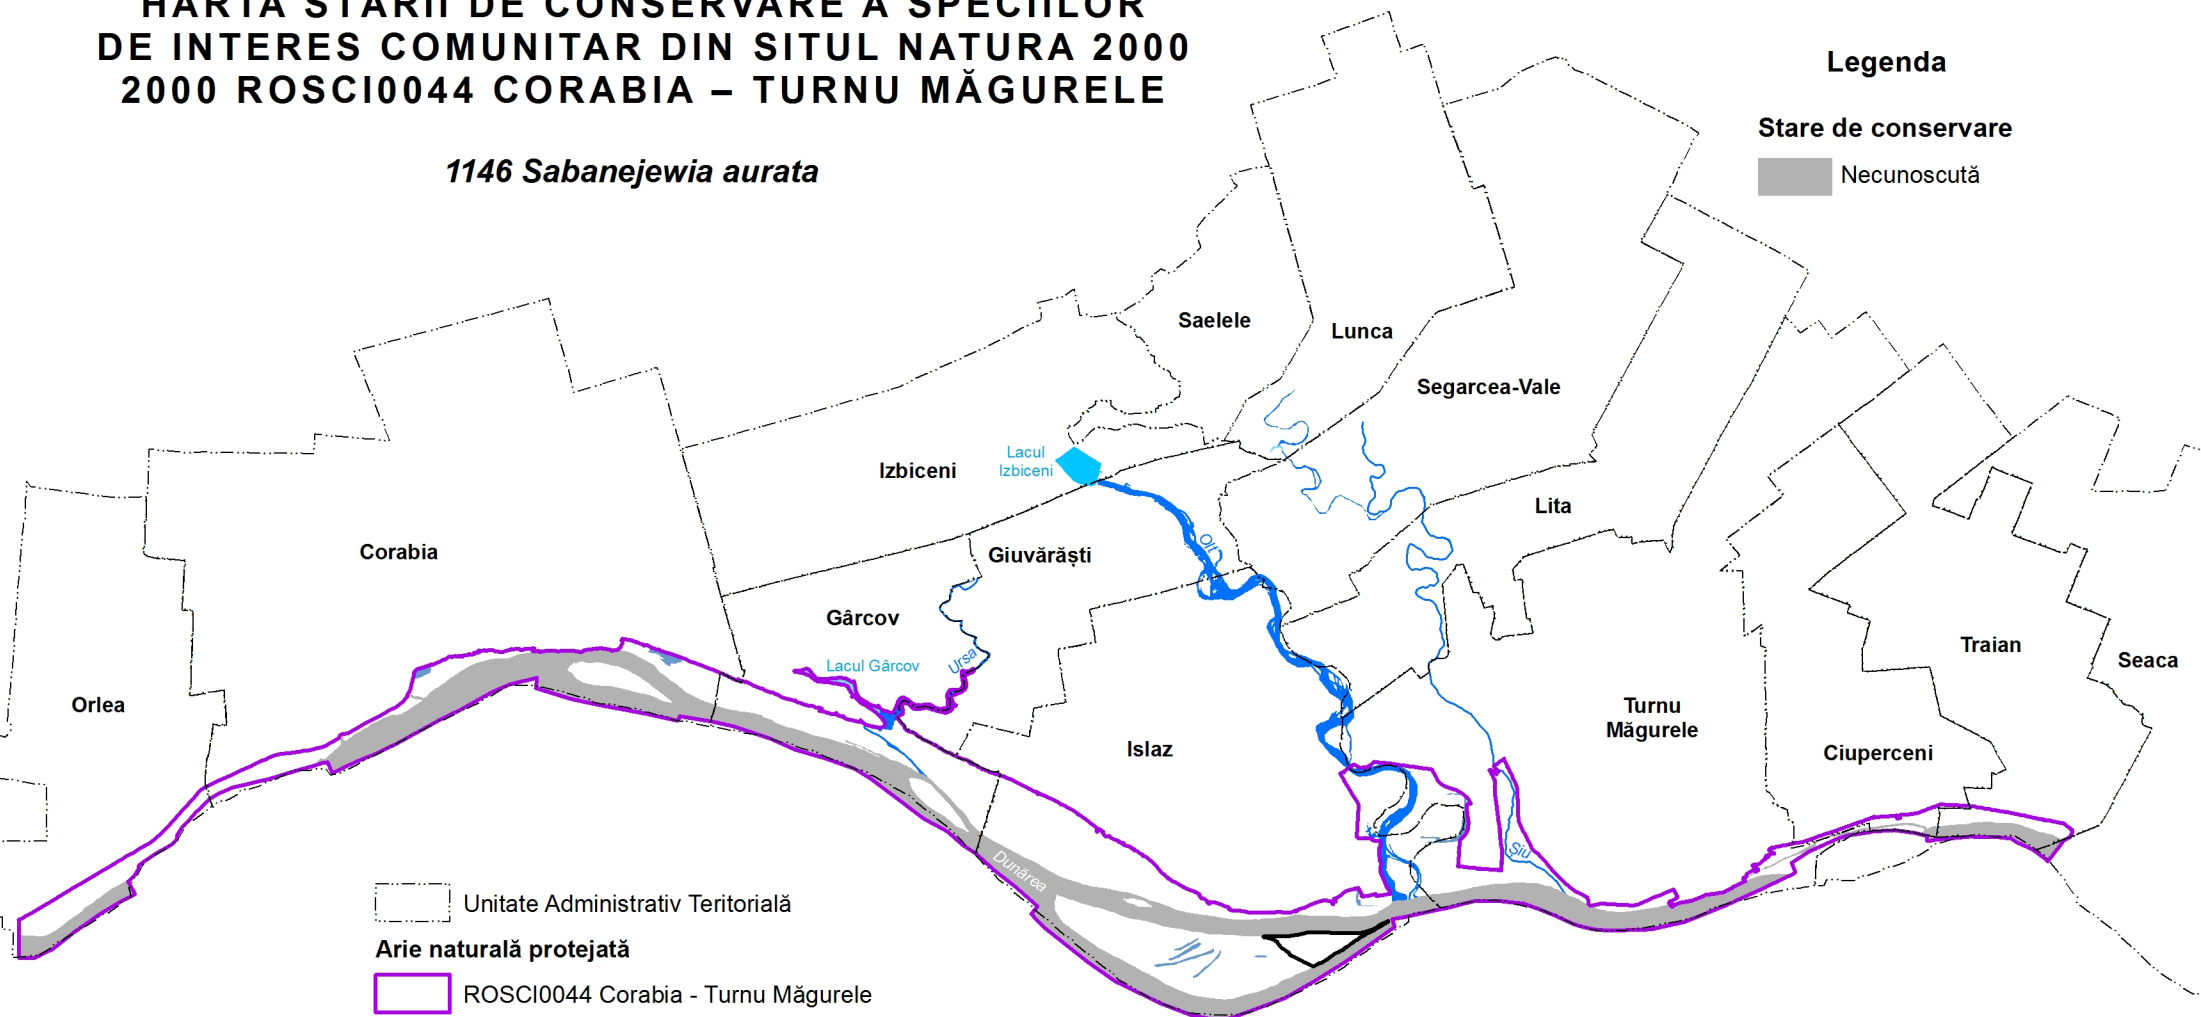 HARTA STĂRII DE CONSERVARE A SPECIILOR
DE INTERES COMUNITAR DIN SITUL NATURA 2000
2000 ROSCI0044 CORABIA – TURNU MĂGURELE
1146 Sabanejewia aurata
Legenda
Stare de conservare
Necunoscută
Saelele
Lunca
Segarcea-Vale
Izbiceni
Lacul
Izbiceni
Lita
Corabia
Giuvărăști
Olt
Gârcov
Lacul Gârcov
Ursa
Traian
Seaca
Orlea
Turnu
Măgurele
Islaz
Ciuperceni
Șiu
Dunărea
Unitate Administrativ Teritorială
Arie naturală protejată
ROSCI0044 Corabia - Turnu Măgurele